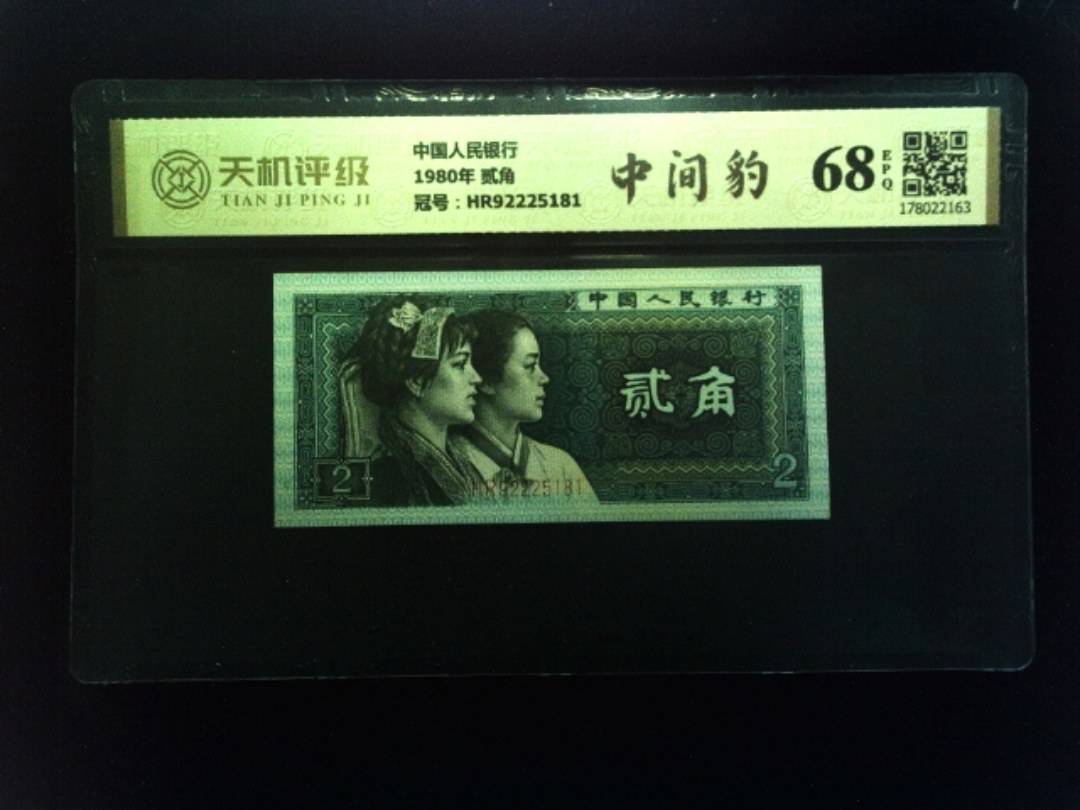 天机评级
TIAN JI PING JI
中国人民银行
1980年 贰角
冠号：HR92225181
中间豹
68
EPQ
178022163
中国人民银行
贰角
2
2
HR92225181